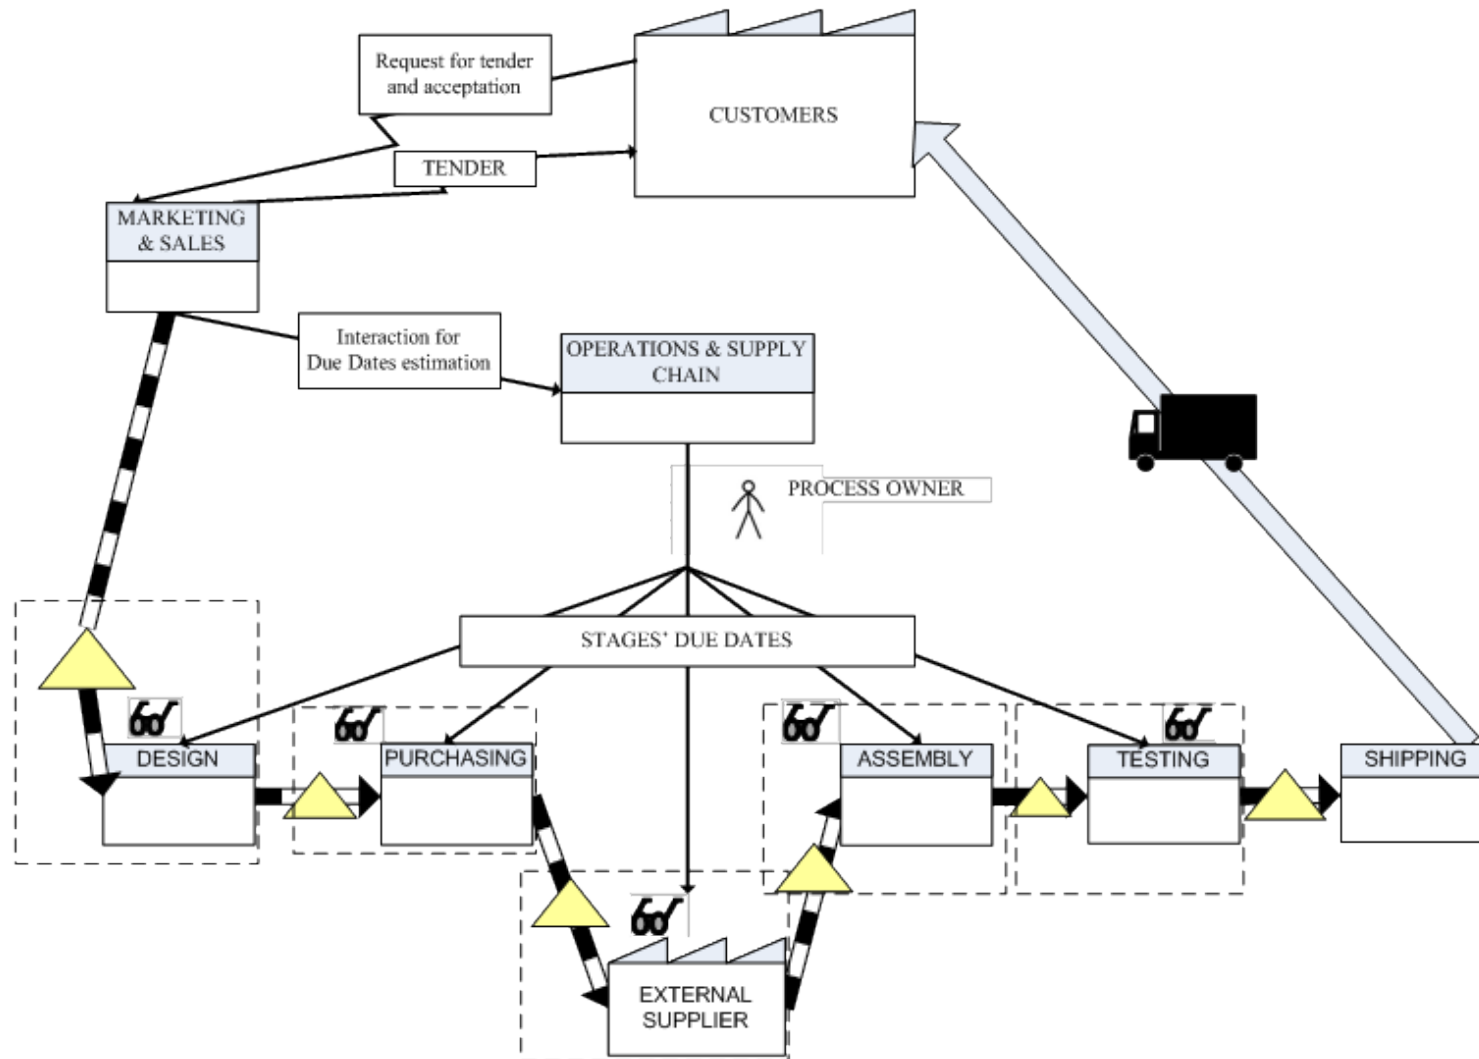 Request for tender
and acceptation
CUSTOMERS
TENDER
MARKETING
& SALES
Interaction for
Due Dates estimation
OPERATIONS & SUPPLY
CHAIN
PROCESS OWNER
STAGES’ DUE DATES
DESIGN
PURCHASING
ASSEMBLY
TESTING
SHIPPING
EXTERNAL
SUPPLIER